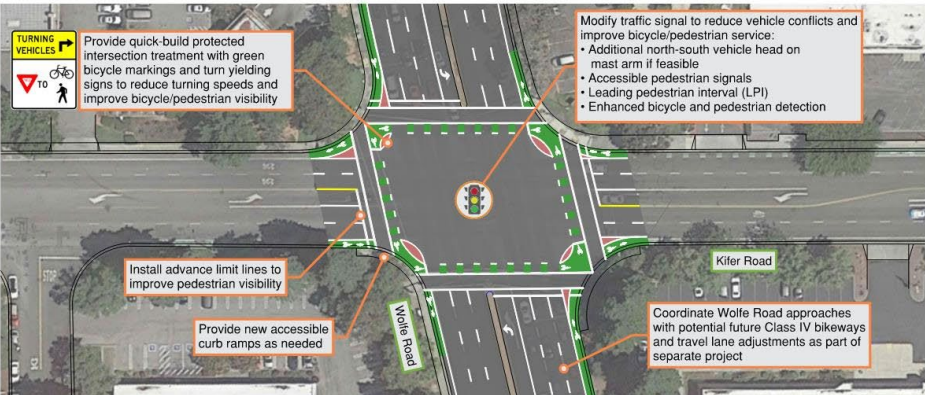 TURNING
VEHICLES
TO
Provide quick-build protected
intersection treatment with green
bicycle markings and turn yielding
signs to reduce turning speeds and
improve bicycle/pedestrian visibility
Modify traffic signal to reduce vehicle conflicts and
improve bicycle/pedestrian service:
• Additional north-south vehicle head on
mast arm if feasible
• Accessible pedestrian signals
• Leading pedestrian interval (LPI)
• Enhanced bicycle and pedestrian detection
Install advance limit lines to
improve pedestrian visibility
Provide new accessible
curb ramps as needed
Wolfe Road
Kifer Road
Coordinate Wolfe Road approaches
with potential future Class IV bikeways
and travel lane adjustments as part of
separate project
STOP